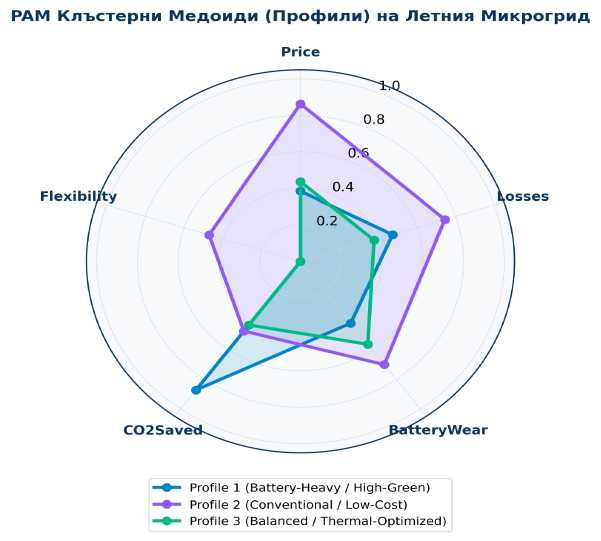 PAM Клъстерни Медоиди (Профили) на Летния Микрогрид
Price
1.0
0.8
0.6
Flexibility
0.4
Losses
0.2
CO2Saved
BatteryWear
Profile 1 (Battery-Heavy / High-Green)
Profile 2 (Conventional / Low-Cost)
Profile 3 (Balanced / Thermal-Optimized)